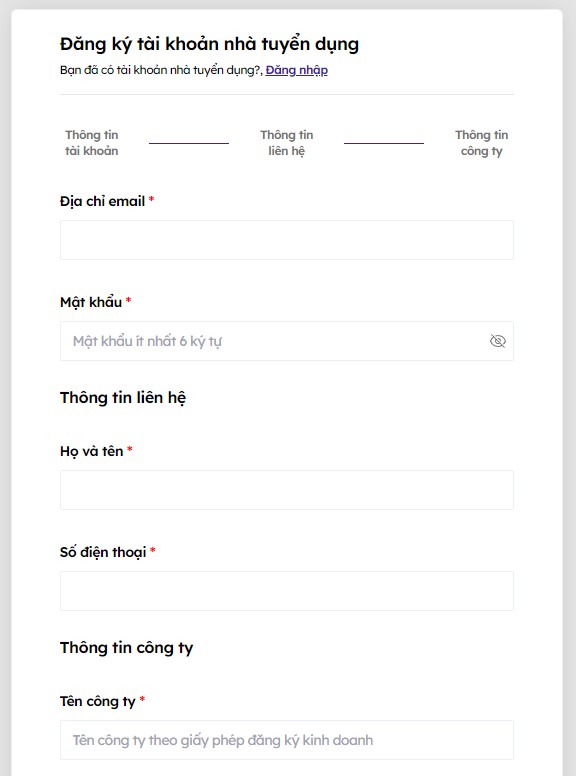 Đăng ký tài khoản nhà tuyển dụng
Bạn đã có tài khoản nhà tuyển dụng?, Đăng nhập
Thông tin
tài khoản
Thông tin
liên hệ
Thông tin
công ty
Địa chỉ email *
Mật khẩu *
Mật khẩu ít nhất 6 ký tự
Thông tin liên hệ
Họ và tên *
Số điện thoại *
Thông tin công ty
Tên công ty *
Tên công ty theo giấy phép đăng ký kinh doanh